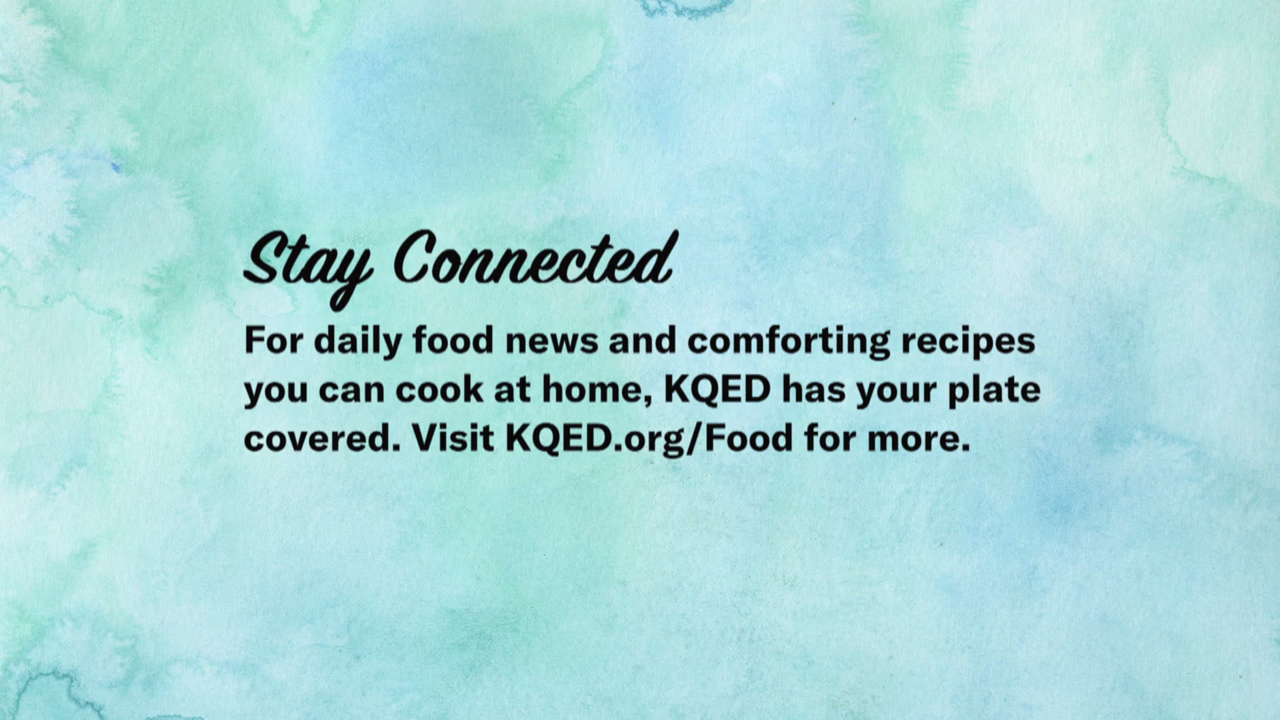 Stay Connected
For daily food news and comforting recipes
you can cook at home, KQED has your plate
covered. Visit KQED.org/Food for more.